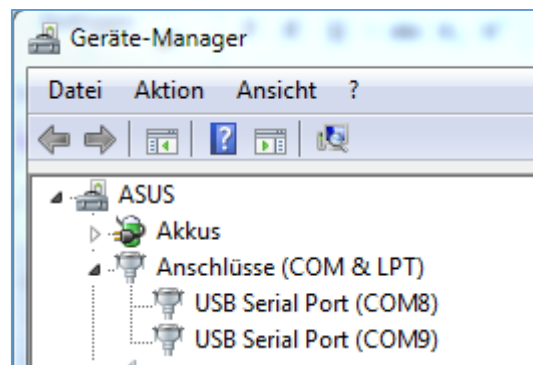 Geräte-Manager
Datei Aktion Ansicht ?
ASUS
Akkus
Anschlüsse (COM & LPT)
USB Serial Port (COM8)
USB Serial Port (COM9)